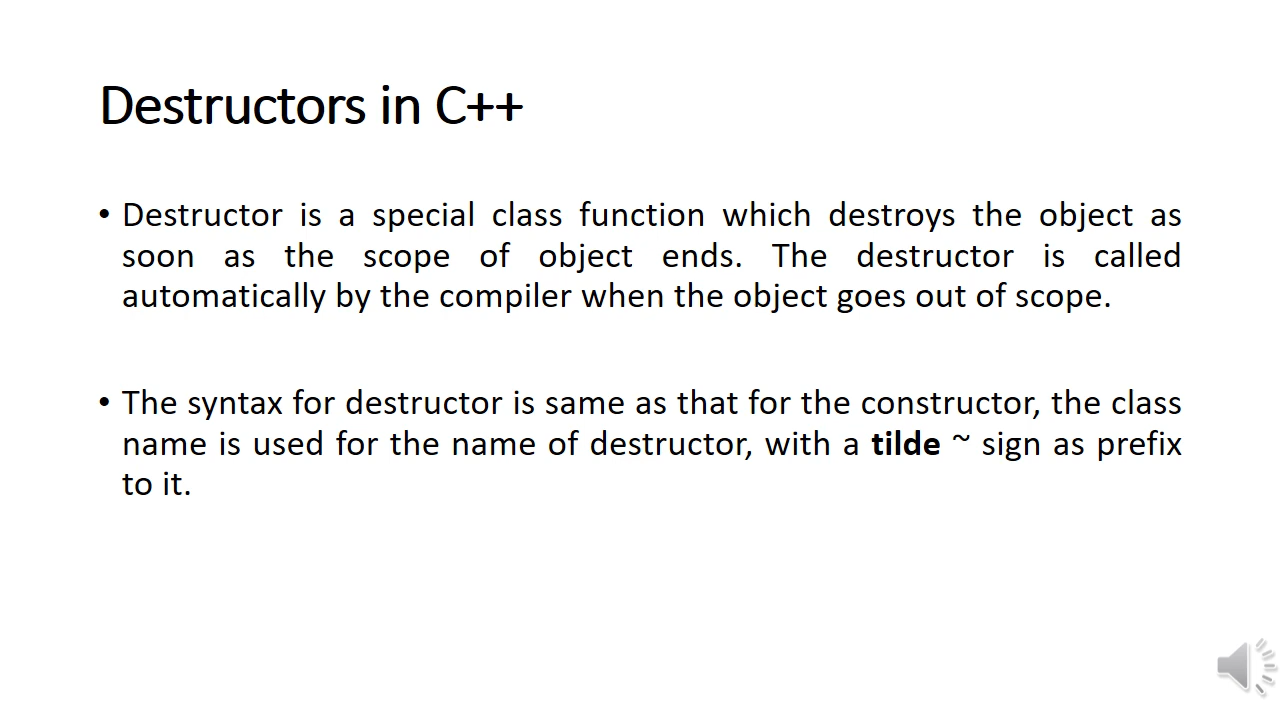 Destructors in C++
• Destructor is a special class function which destroys the object as
soon as the scope of object ends. The destructor is called
automatically by the compiler when the object goes out of scope.
• The syntax for destructor is same as that for the constructor, the class
name is used for the name of destructor, with a tilde ~ sign as prefix
to it.